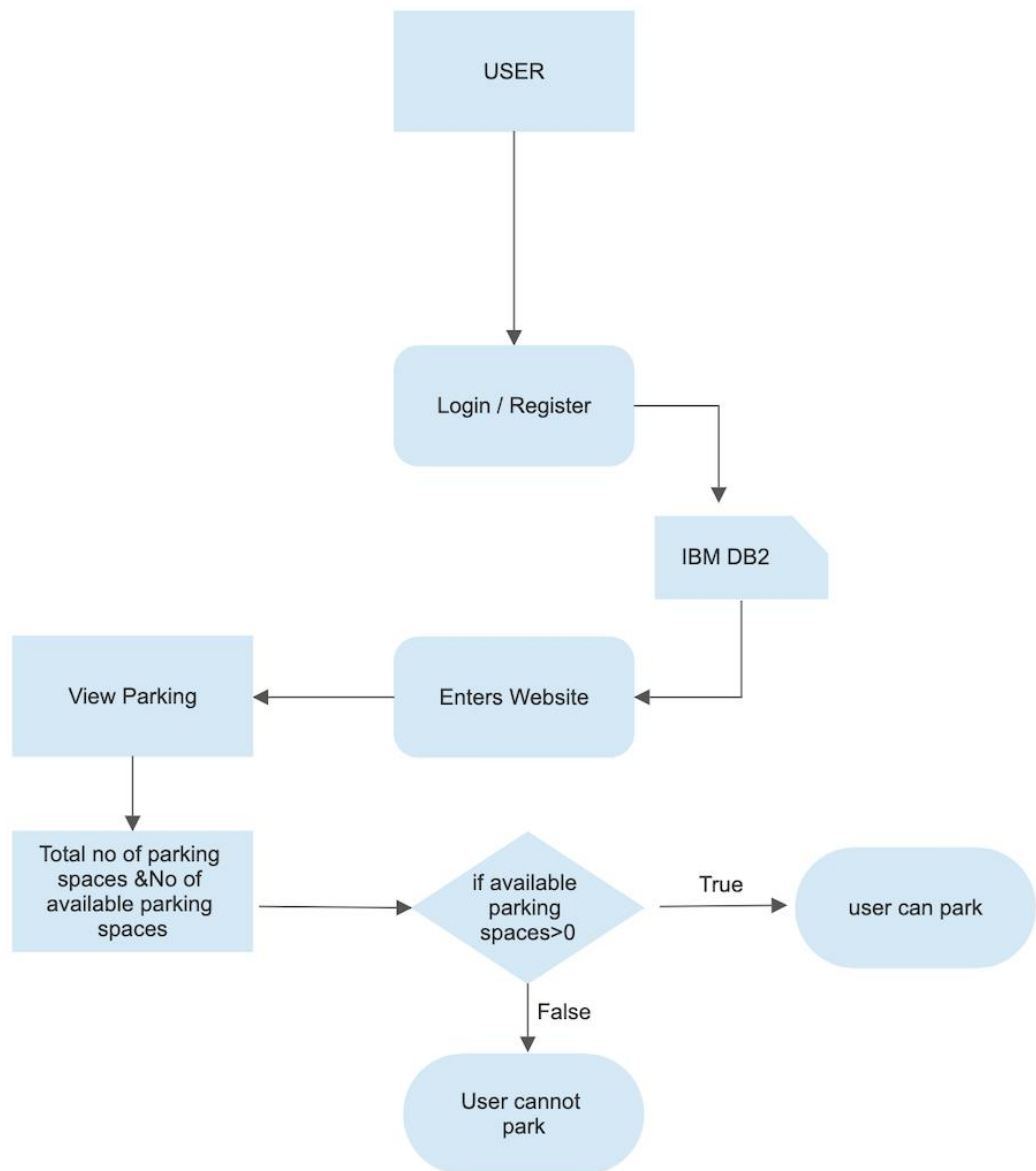 USER
Login / Register
IBM DB2
Enters Website
View Parking
Total no of parking
spaces &No of
available parking
spaces
if available
parking
spaces>0
True
user can park
False
User cannot
park